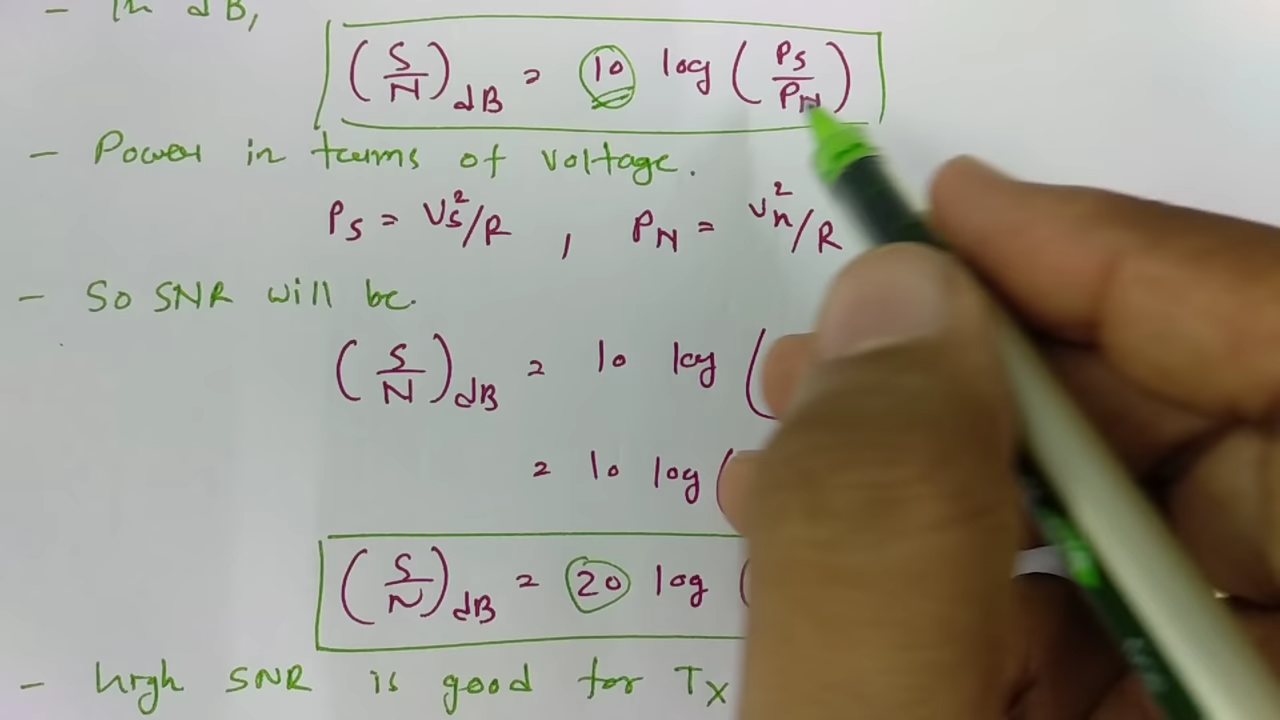 - In dB,
(S/N)dB = 10 log (PS/PN)
- Power in terms of voltage.
PS = VS²/R , PN = Vn²/R
- So SNR will be.
(S/N)dB = 10 log (
= 10 log (
(S/N)dB = 20 log (
- high SNR is good for Tx